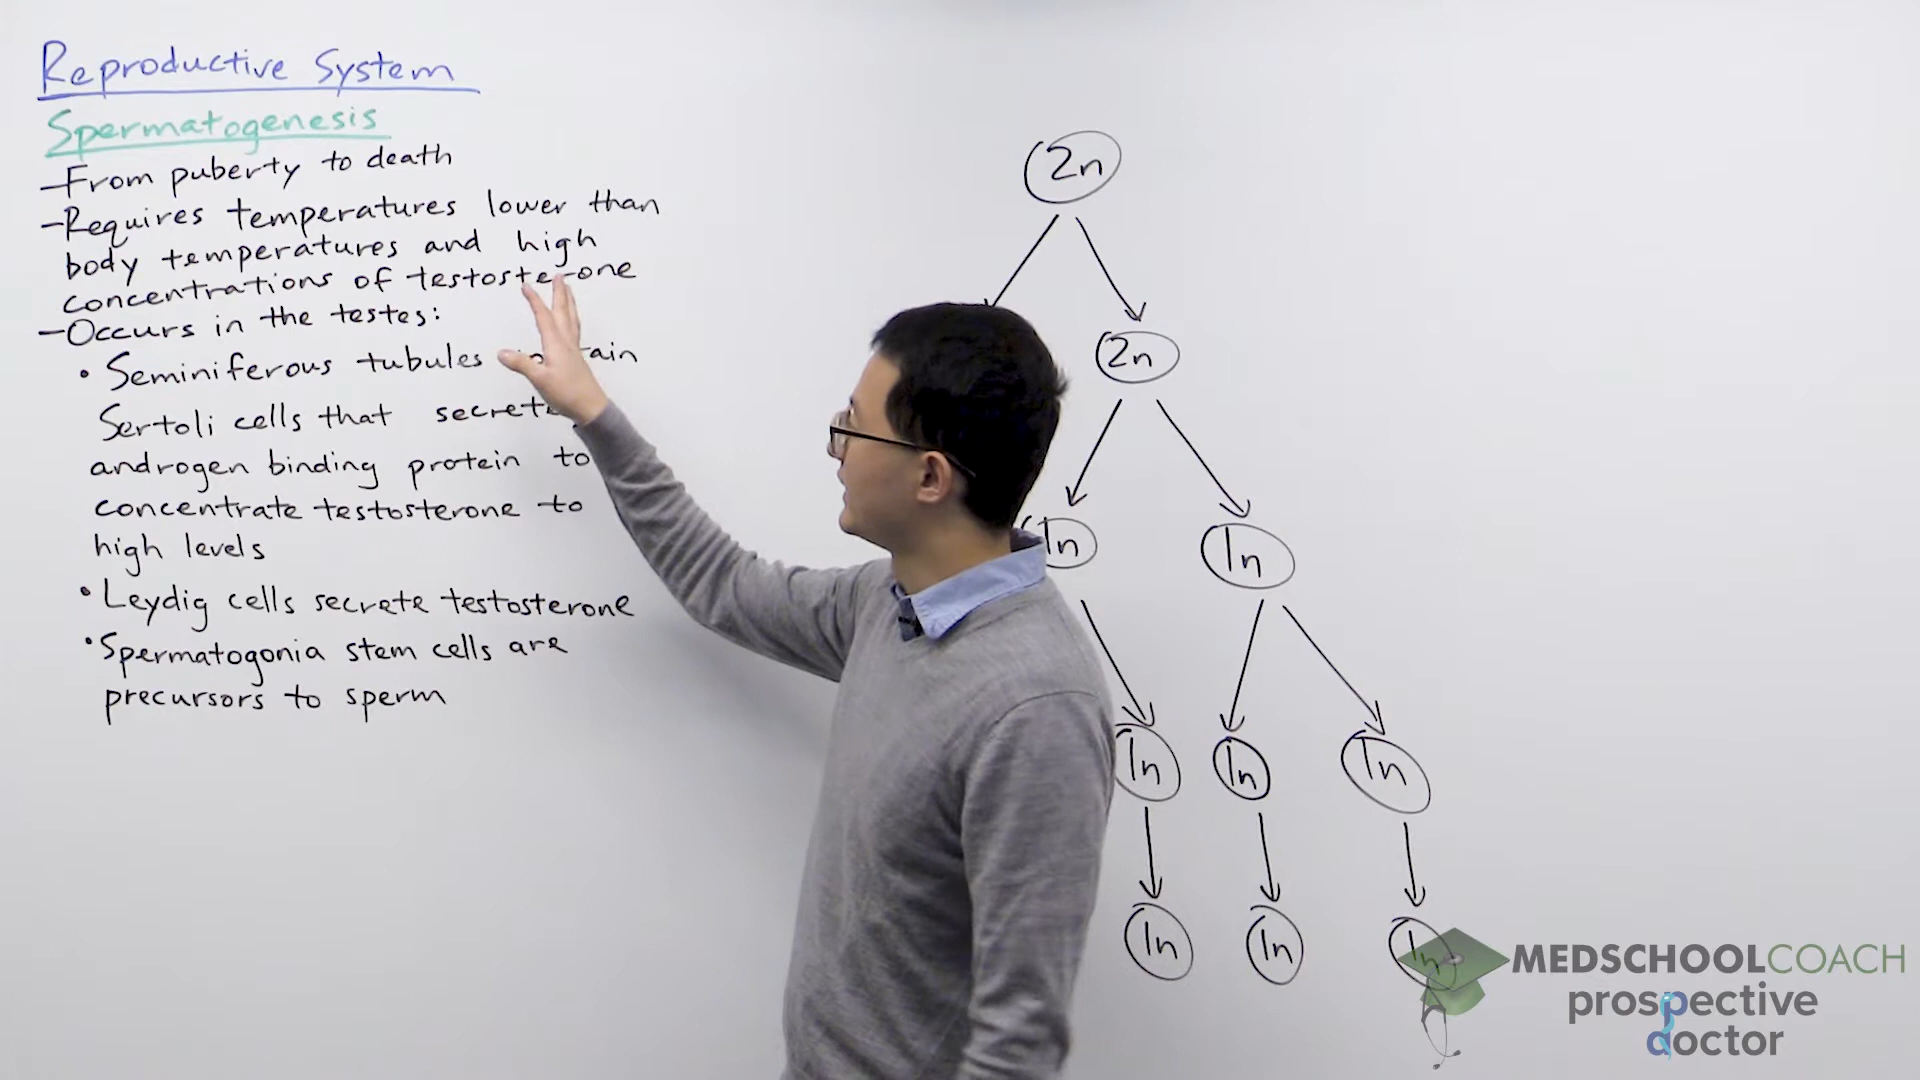 Reproductive System
Spermatogenesis
-From puberty to death
-Requires temperatures lower than
body temperatures and high
concentrations of testosterone
-Occurs in the testes:
• Seminiferous tubules
Sertoli cells that secrete
androgen binding protein to
concentrate testosterone to
high levels
• Leydig cells secrete testosterone
• Spermatogonia stem cells are
precursors to sperm
2n
2n
1n 1n
1n 1n 1n
1n 1n 1n
MEDSCHOOLCOACH
prospective
doctor